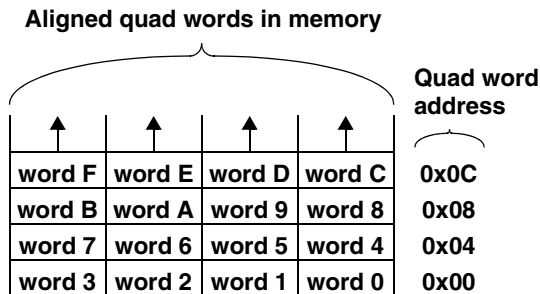 Aligned quad words in memory
Quad word
address
word F word E word D word C 0x0C
word B word A word 9 word 8 0x08
word 7 word 6 word 5 word 4 0x04
word 3 word 2 word 1 word 0 0x00